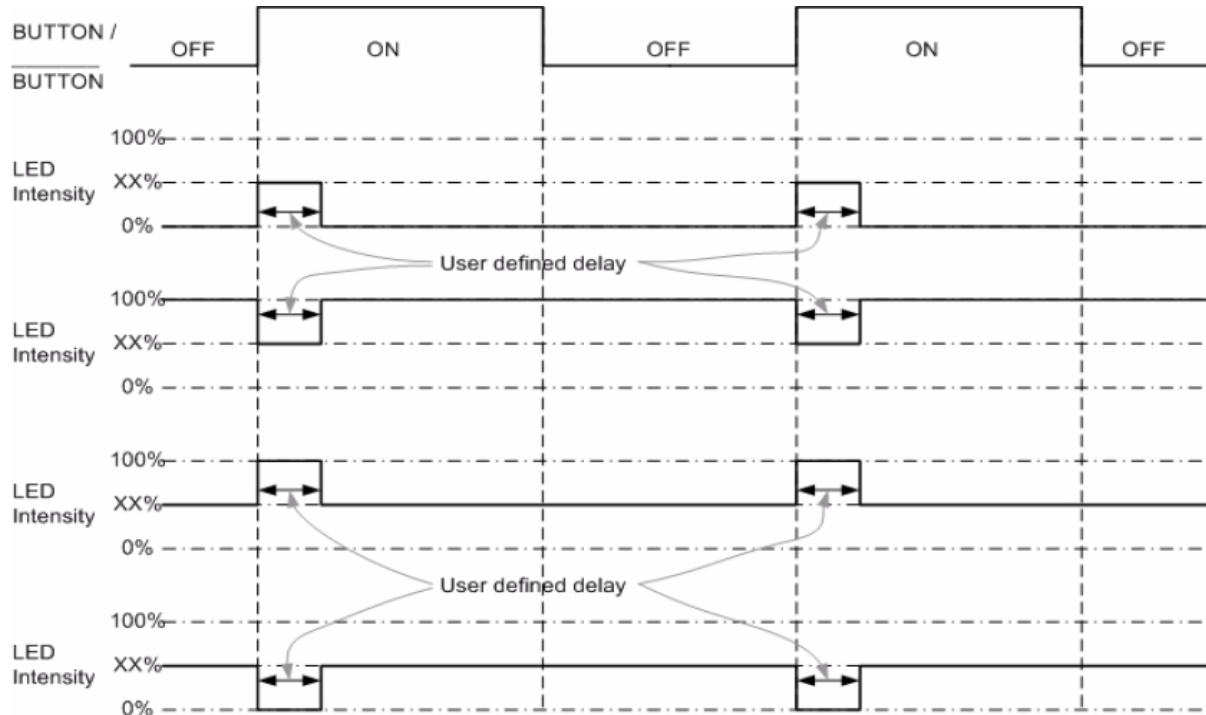 BUTTON /
BUTTON
OFF
ON
OFF
ON
OFF
LED
Intensity
100%
XX%
0%
User defined delay
LED
Intensity
100%
XX%
0%
LED
Intensity
100%
XX%
0%
User defined delay
LED
Intensity
100%
XX%
0%